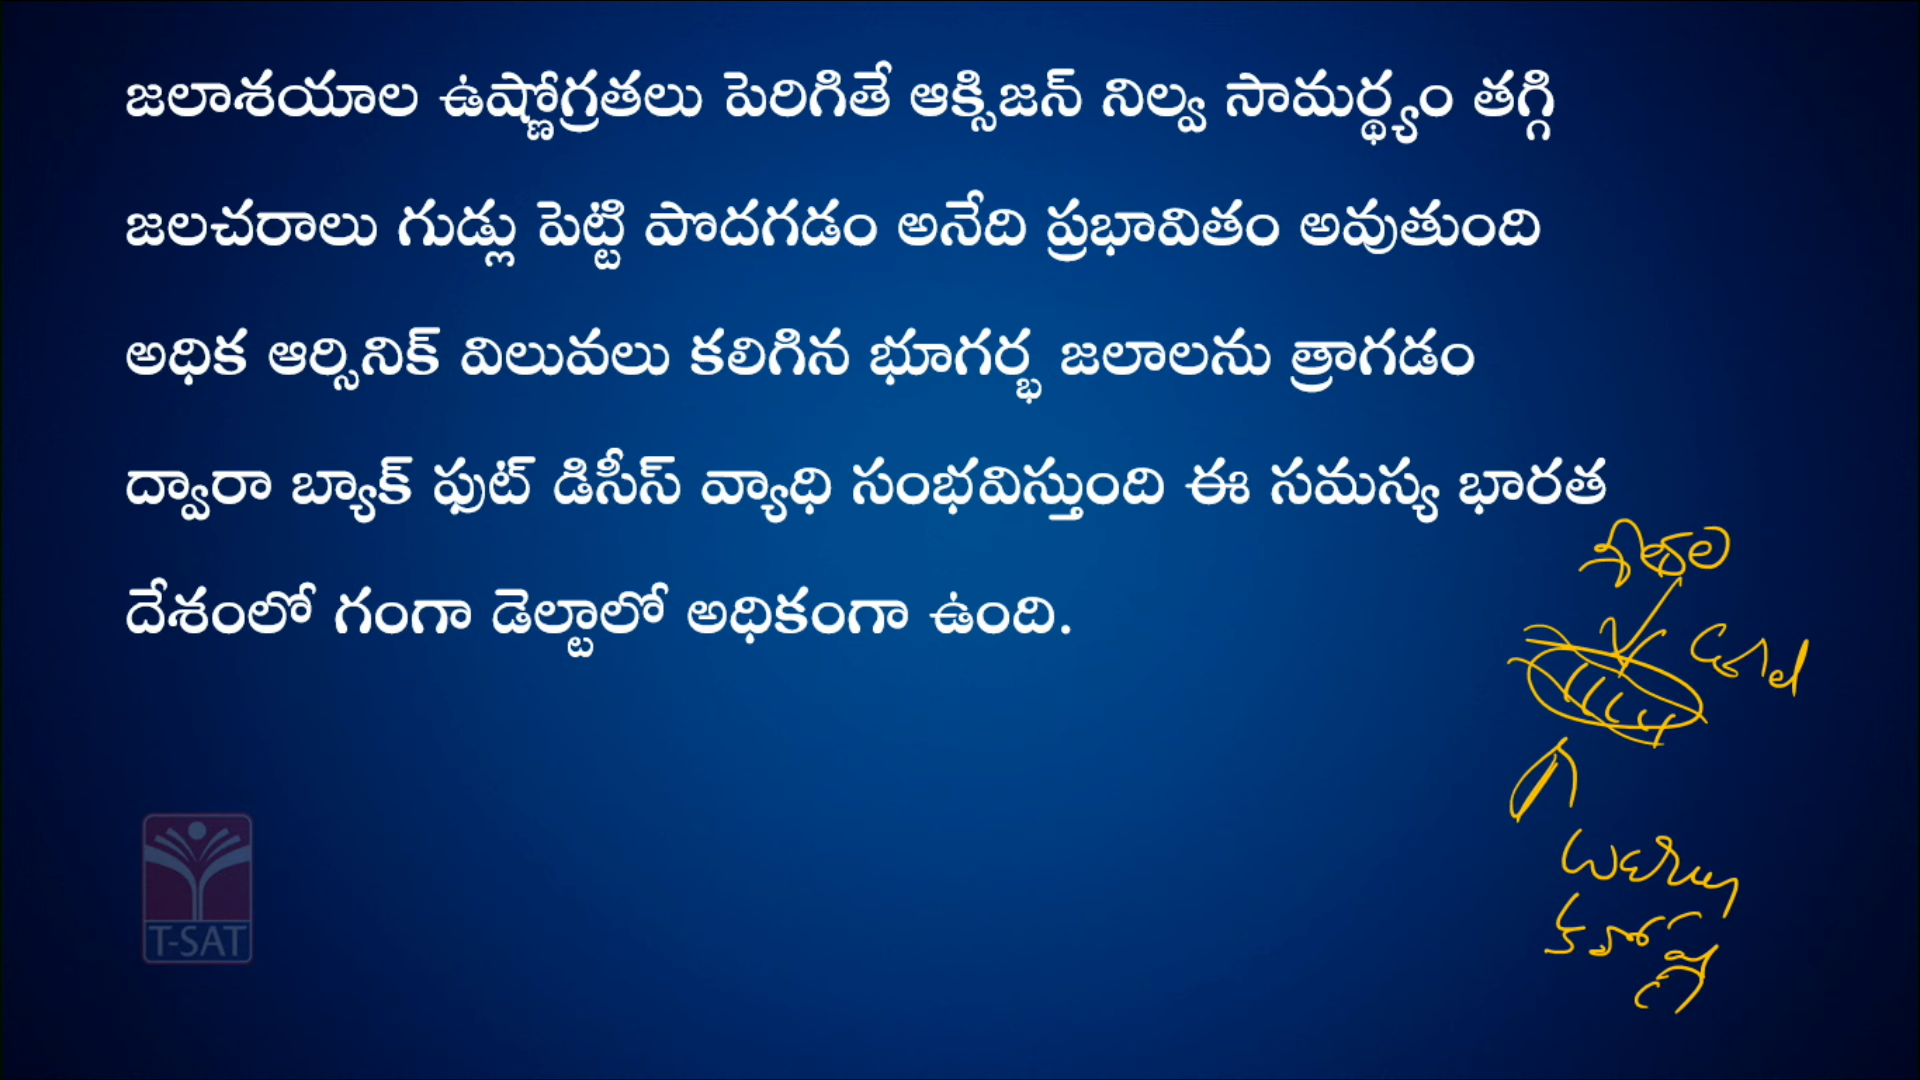 జలాశయాల ఉష్ణోగ్రతలు పెరిగితే ఆక్సిజన్ నిల్వ సామర్థ్యం తగ్గి
జలచరాలు గుడ్లు పెట్టి పొదగడం అనేది ప్రభావితం అవుతుంది
అధిక ఆర్సినిక్ విలువలు కలిగిన భూగర్భ జలాలను త్రాగడం
ద్వారా బ్యాక్ ఫుట్ డిసీస్ వ్యాధి సంభవిస్తుంది ఈ సమస్య భారత
దేశంలో గంగా డెల్టాలో అధికంగా ఉంది.
T-SAT